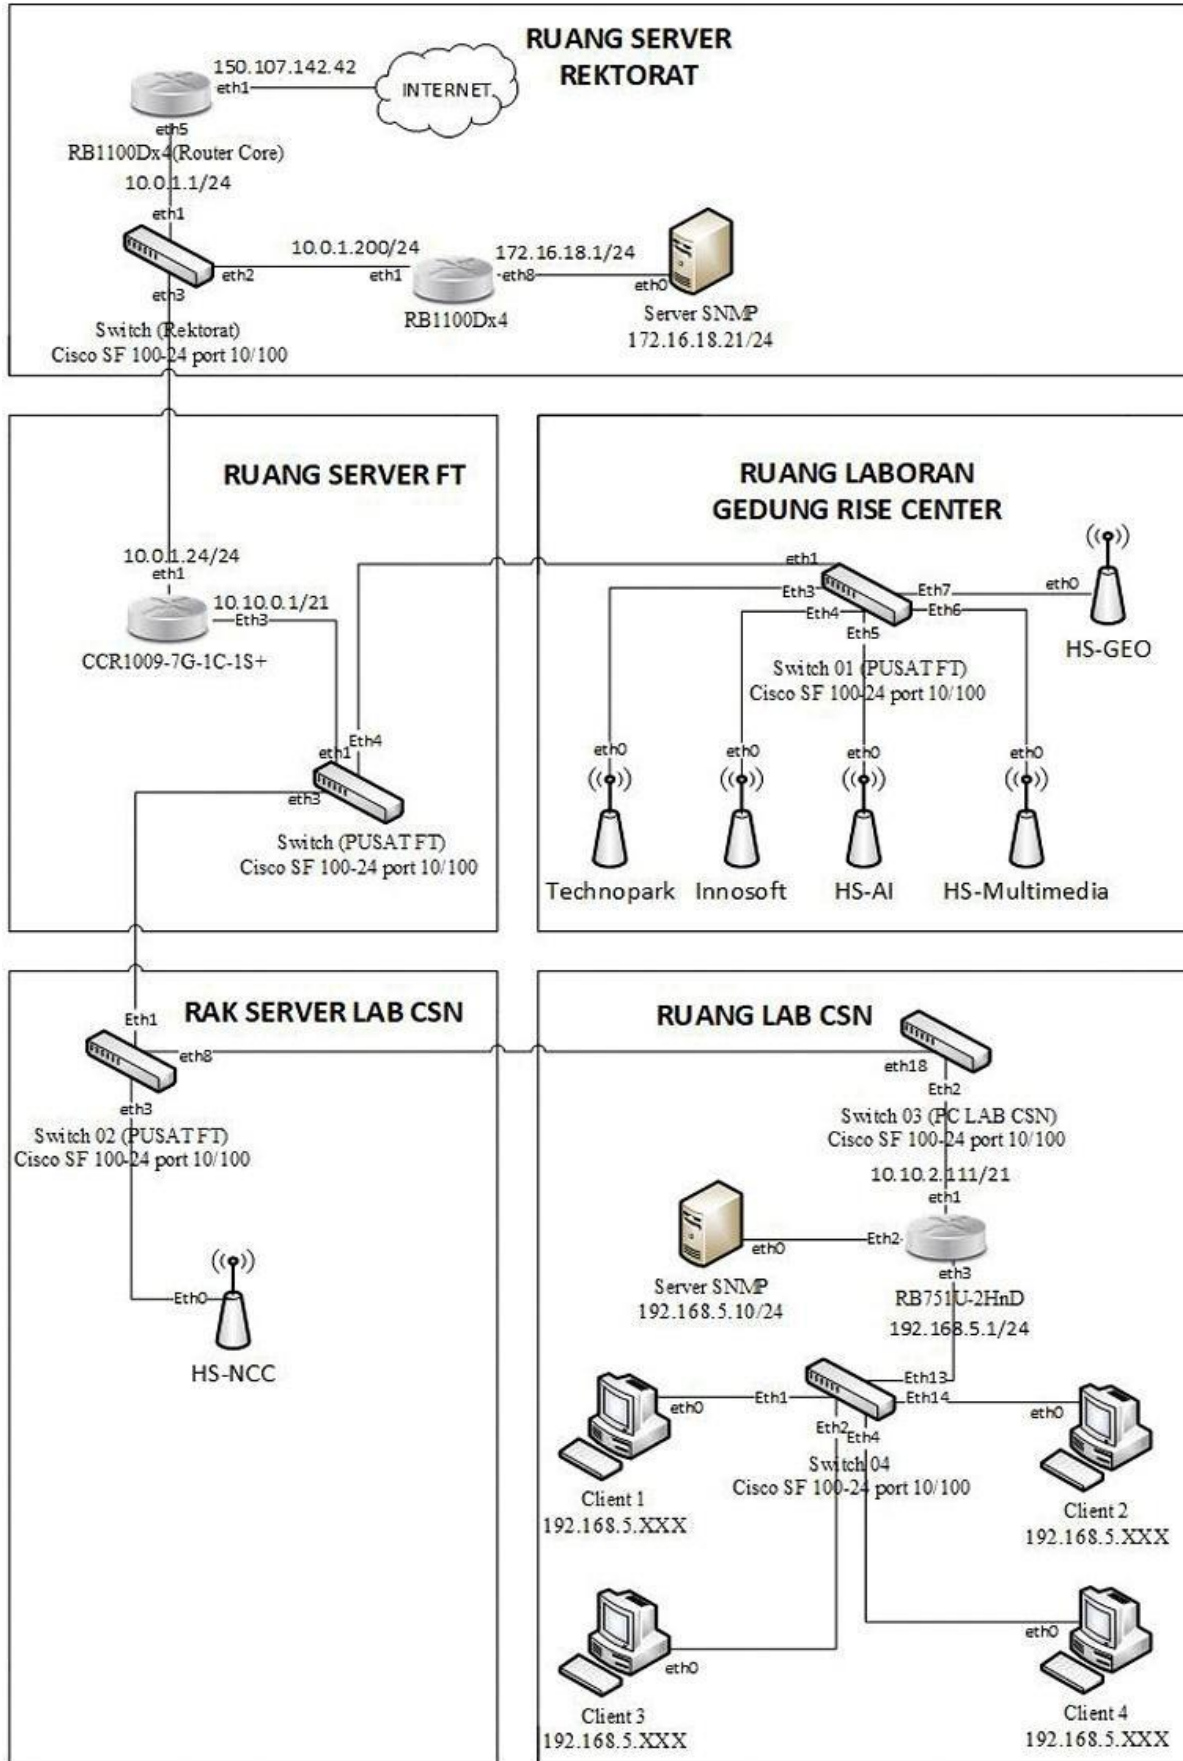 RUANG SERVER
REKTORAT
150.107.142.42
eth1
INTERNET
eth5
RB1100Dx4(Router Core)
10.0.1.1/24
eth1
10.0.1.200/24
172.16.18.1/24
eth2
eth1
eth8
eth0
eth3
RB1100Dx4
Server SNMP
172.16.18.21/24
Switch (Rektorat)
Cisco SF 100-24 port 10/100
RUANG SERVER FT
10.0.1.24/24
eth1
10.10.0.1/21
Eth3
CCR1009-7G-1C-1S+
Eth4
eth1
eth3
Switch (PUSAT FT)
Cisco SF 100-24 port 10/100
RUANG LABORAN
GEDUNG RISE CENTER
eth1
Eth3
Eth7
eth0
Eth4
Eth6
Eth5
HS-GEO
Switch 01 (PUSAT FT)
Cisco SF 100-24 port 10/100
eth0
eth0
eth0
eth0
Technopark
Innosoft
HS-AI
HS-Multimedia
RAK SERVER LAB CSN
Eth1
eth8
eth3
Switch 02 (PUSAT FT)
Cisco SF 100-24 port 10/100
Eth0
HS-NCC
RUANG LAB CSN
eth18
Eth2
Switch 03 (PC LAB CSN)
Cisco SF 100-24 port 10/100
10.10.2.111/21
eth1
eth0
Eth2
eth3
Server SNMP
192.168.5.10/24
RB751U-2HnD
192.168.5.1/24
Eth13
Eth14
eth0
Eth1
eth0
Eth2
Eth4
Switch 04
Cisco SF 100-24 port 10/100
Client 1
192.168.5.XXX
Client 2
192.168.5.XXX
eth0
eth0
Client 3
192.168.5.XXX
Client 4
192.168.5.XXX